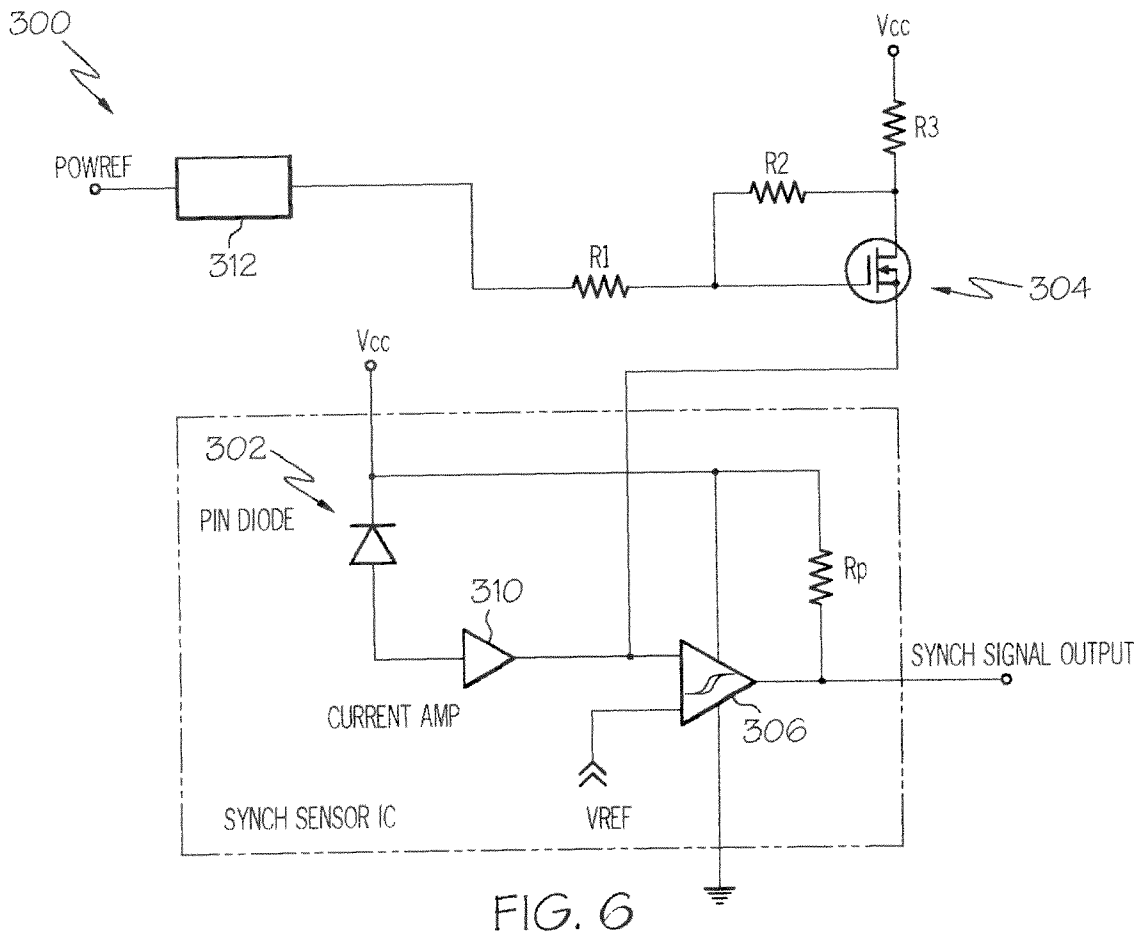 300
Vcc
R3
POWREF
R2
312
R1
304
Vcc
302
PIN DIODE
310
Rp
SYNCH SIGNAL OUTPUT
CURRENT AMP
306
SYNCH SENSOR IC
VREF
FIG. 6